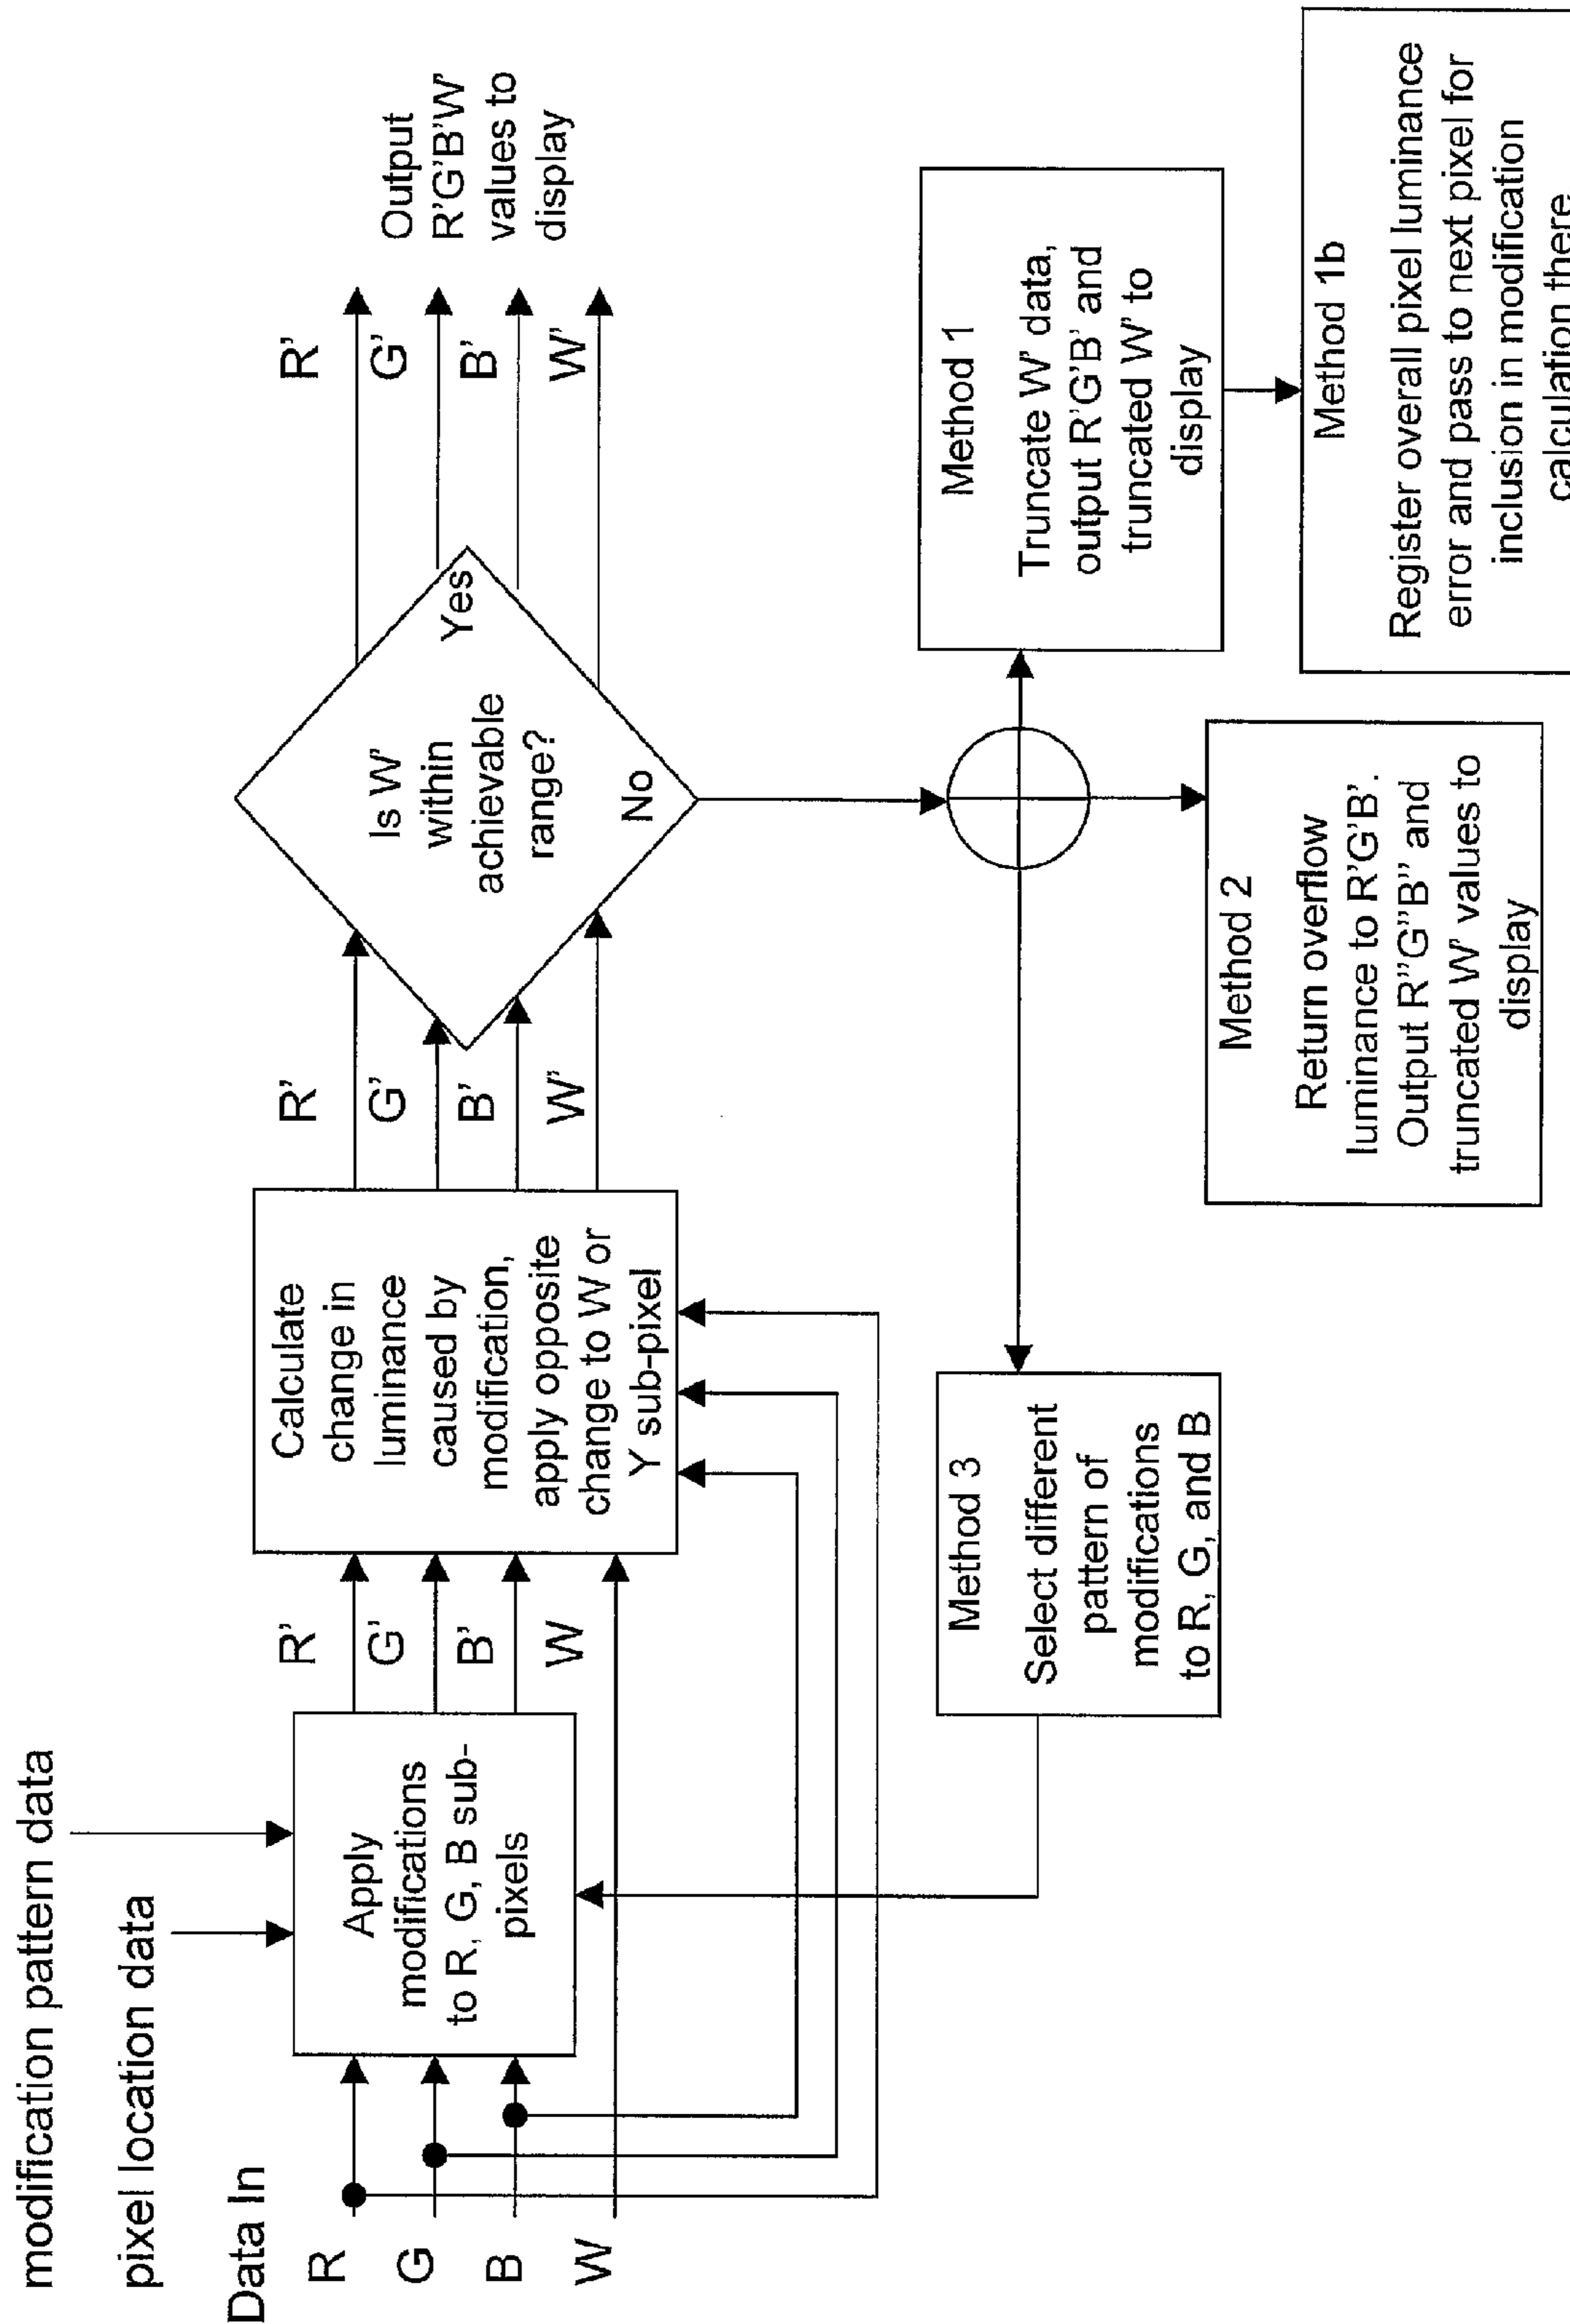 modification pattern data
pixel location data
Data In
R
G
B
W
Apply
modifications
to R, G, B sub-
pixels
R'
G'
B'
W
Calculate
change in
luminance
caused by
modification,
apply opposite
change to W or
Y sub-pixel
R'
G'
B'
W'
Is W'
within
achievable
range?
Yes
No
R'
G'
B'
W'
Output
R'G'B'W'
values to
display
Method 3
Select different
pattern of
modifications
to R, G, and B
Method 2
Return overflow
luminance to R'G'B'.
Output R"G"B" and
truncated W' values to
display
Method 1
Truncate W' data,
output R'G'B' and
truncated W' to
display
Method 1b
Register overall pixel luminance
error and pass to next pixel for
inclusion in modification
calculation there